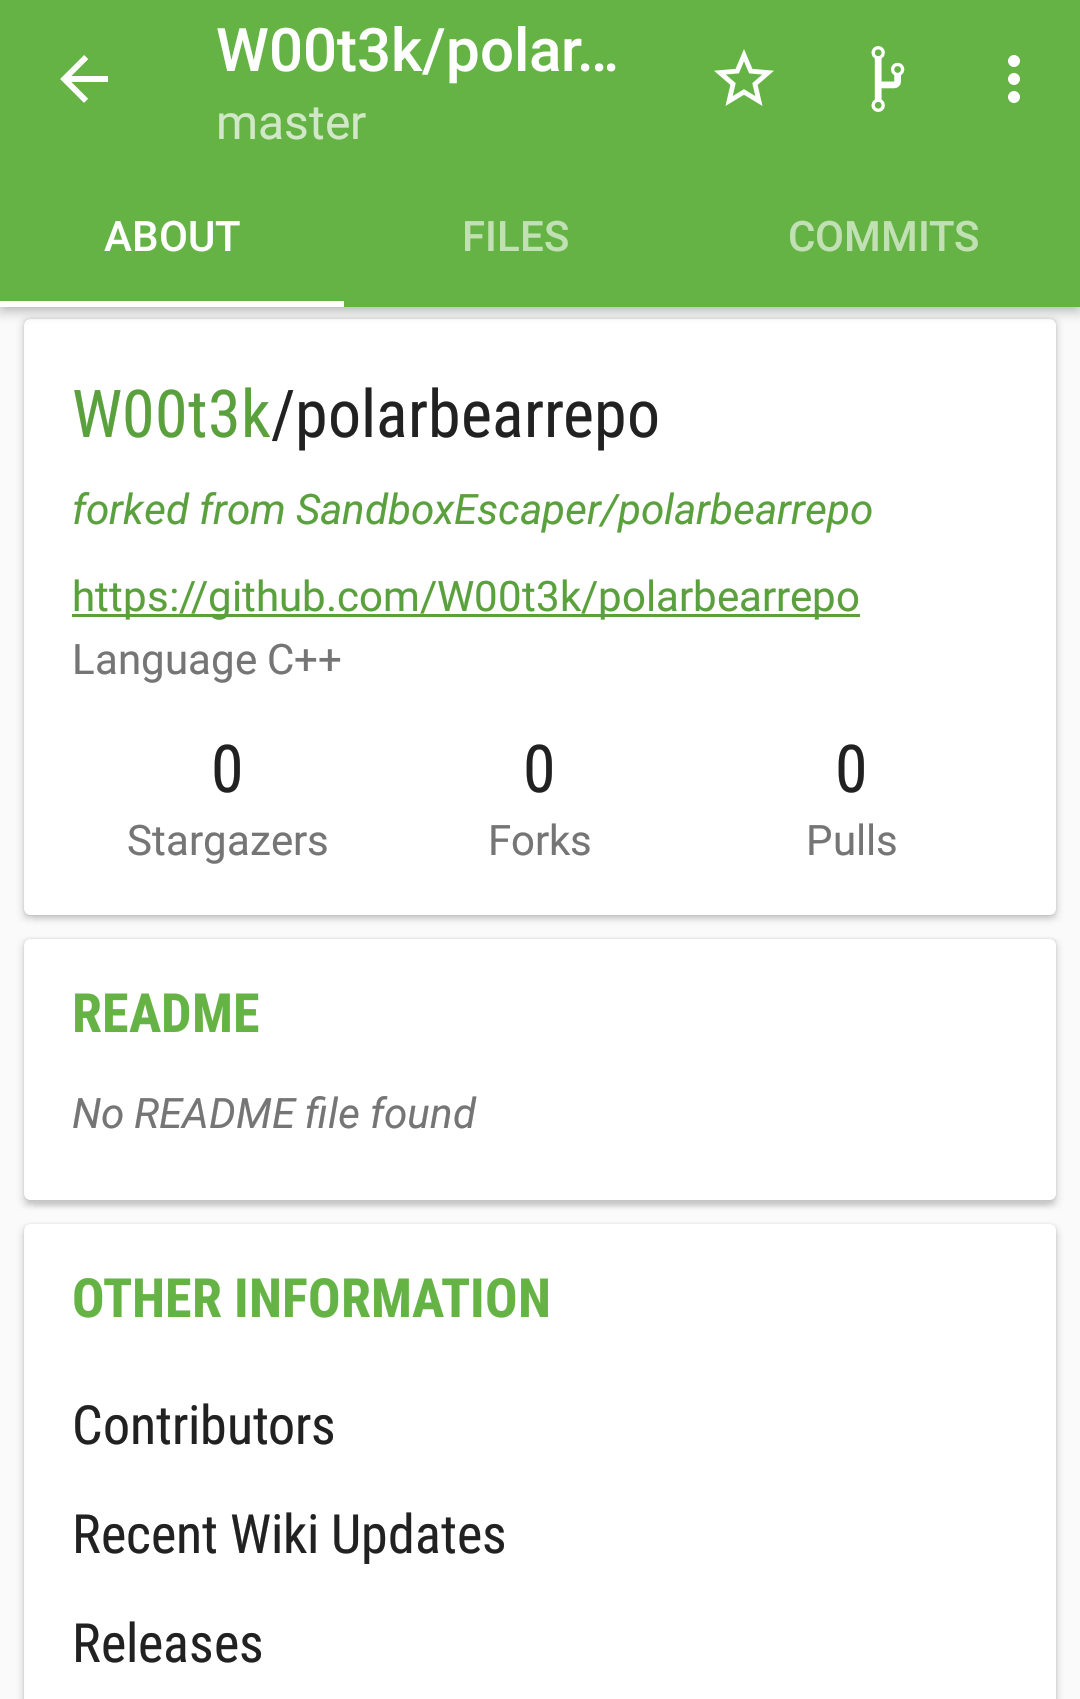 W00t3k/polar...
master
ABOUT FILES COMMITS
W00t3k/polarbearrepo
forked from SandboxEscaper/polarbearrepo
https://github.com/W00t3k/polarbearrepo
Language C++
0 0 0
Stargazers Forks Pulls
README
No README file found
OTHER INFORMATION
Contributors
Recent Wiki Updates
Releases